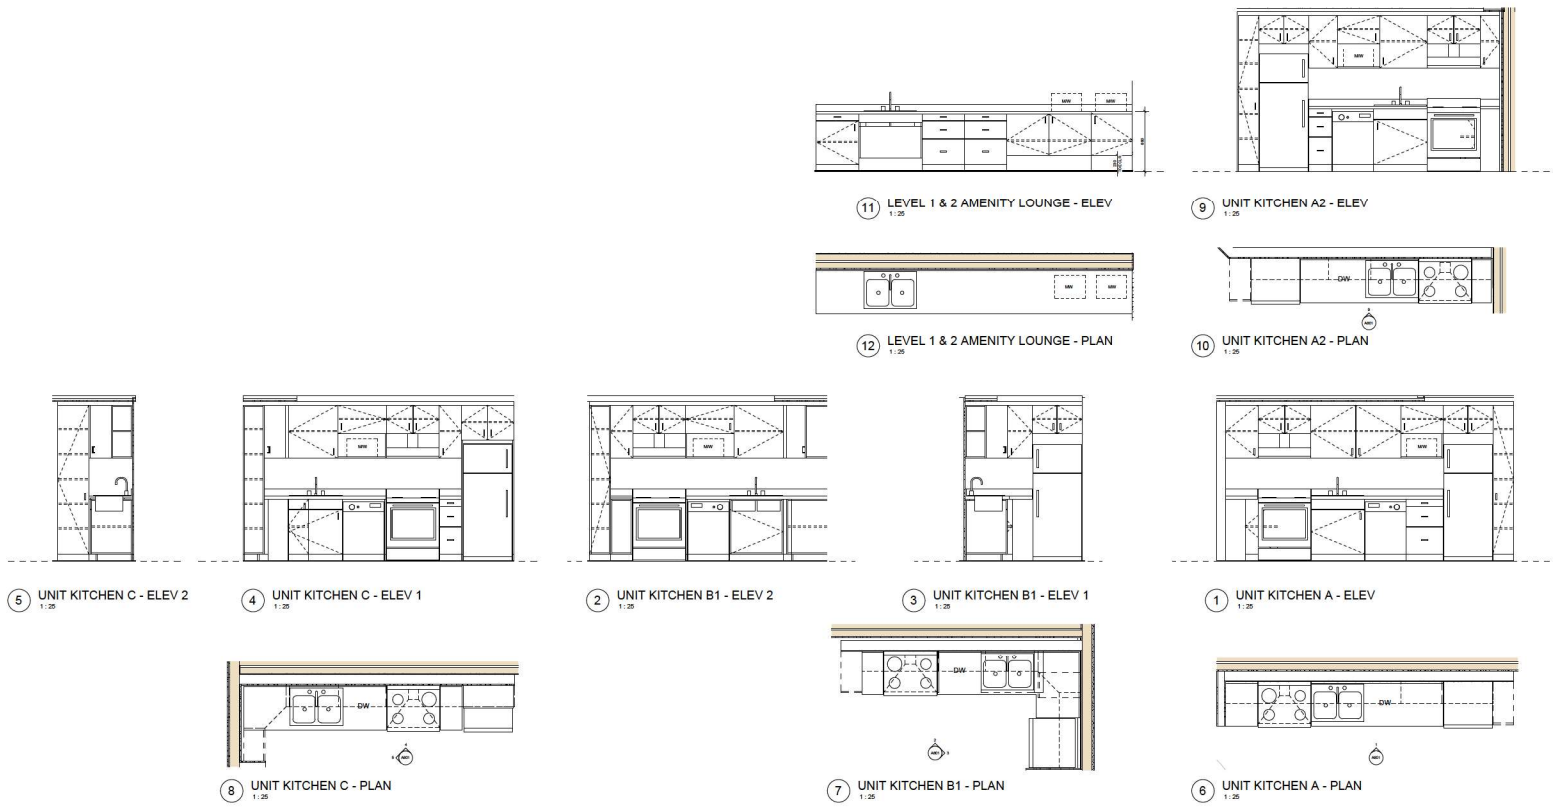 MW
MW
MW
11 LEVEL 1 & 2 AMENITY LOUNGE - ELEV
1 : 25
9 UNIT KITCHEN A2 - ELEV
1 : 25
MW
MW
DW
12 LEVEL 1 & 2 AMENITY LOUNGE - PLAN
1 : 25
10 UNIT KITCHEN A2 - PLAN
1 : 25
MW
MW
MW
5 UNIT KITCHEN C - ELEV 2
1 : 25
4 UNIT KITCHEN C - ELEV 1
1 : 25
2 UNIT KITCHEN B1 - ELEV 2
1 : 25
3 UNIT KITCHEN B1 - ELEV 1
1 : 25
1 UNIT KITCHEN A - ELEV
1 : 25
DW
DW
DW
8 UNIT KITCHEN C - PLAN
1 : 25
7 UNIT KITCHEN B1 - PLAN
1 : 25
6 UNIT KITCHEN A - PLAN
1 : 25